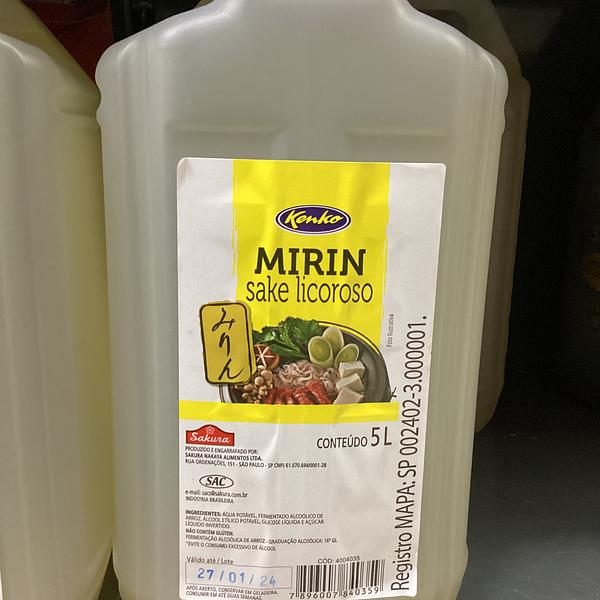 Kenko
MIRIN
sake licoroso
みりん
Foto Ilustrativa
Sakura
CONTEÚDO 5L
PRODUZIDO E ENGARRAFADO POR:
SAKURA NAKAYA ALIMENTOS LTDA.
RUA ORDENAÇÕES, 151 - SÃO PAULO - SP CNPJ 61.070.694/0001-28
SAC
e-mail: sac@sakura.com.br
INDÚSTRIA BRASILEIRA
INGREDIENTES: ÁGUA POTÁVEL, FERMENTADO ALCOÓLICO DE
ARROZ, ÁLCOOL ETÍLICO POTÁVEL, GLICOSE LÍQUIDA E AÇÚCAR
LÍQUIDO INVERTIDO.
NÃO CONTÉM GLÚTEN.
FERMENTAÇÃO ALCOÓLICA DE ARROZ - GRADUAÇÃO ALCOÓLICA: 16° GL
"EVITE O CONSUMO EXCESSIVO DE ÁLCOOL
Válido até / Lote
CÓD: 4004035
27/01/24
APÓS ABERTO, CONSERVAR EM GELADEIRA.
CONSUMIR EM ATÉ DUAS SEMANAS.
7 896007 840359
Registro MAPA: SP 002402-3.000001.